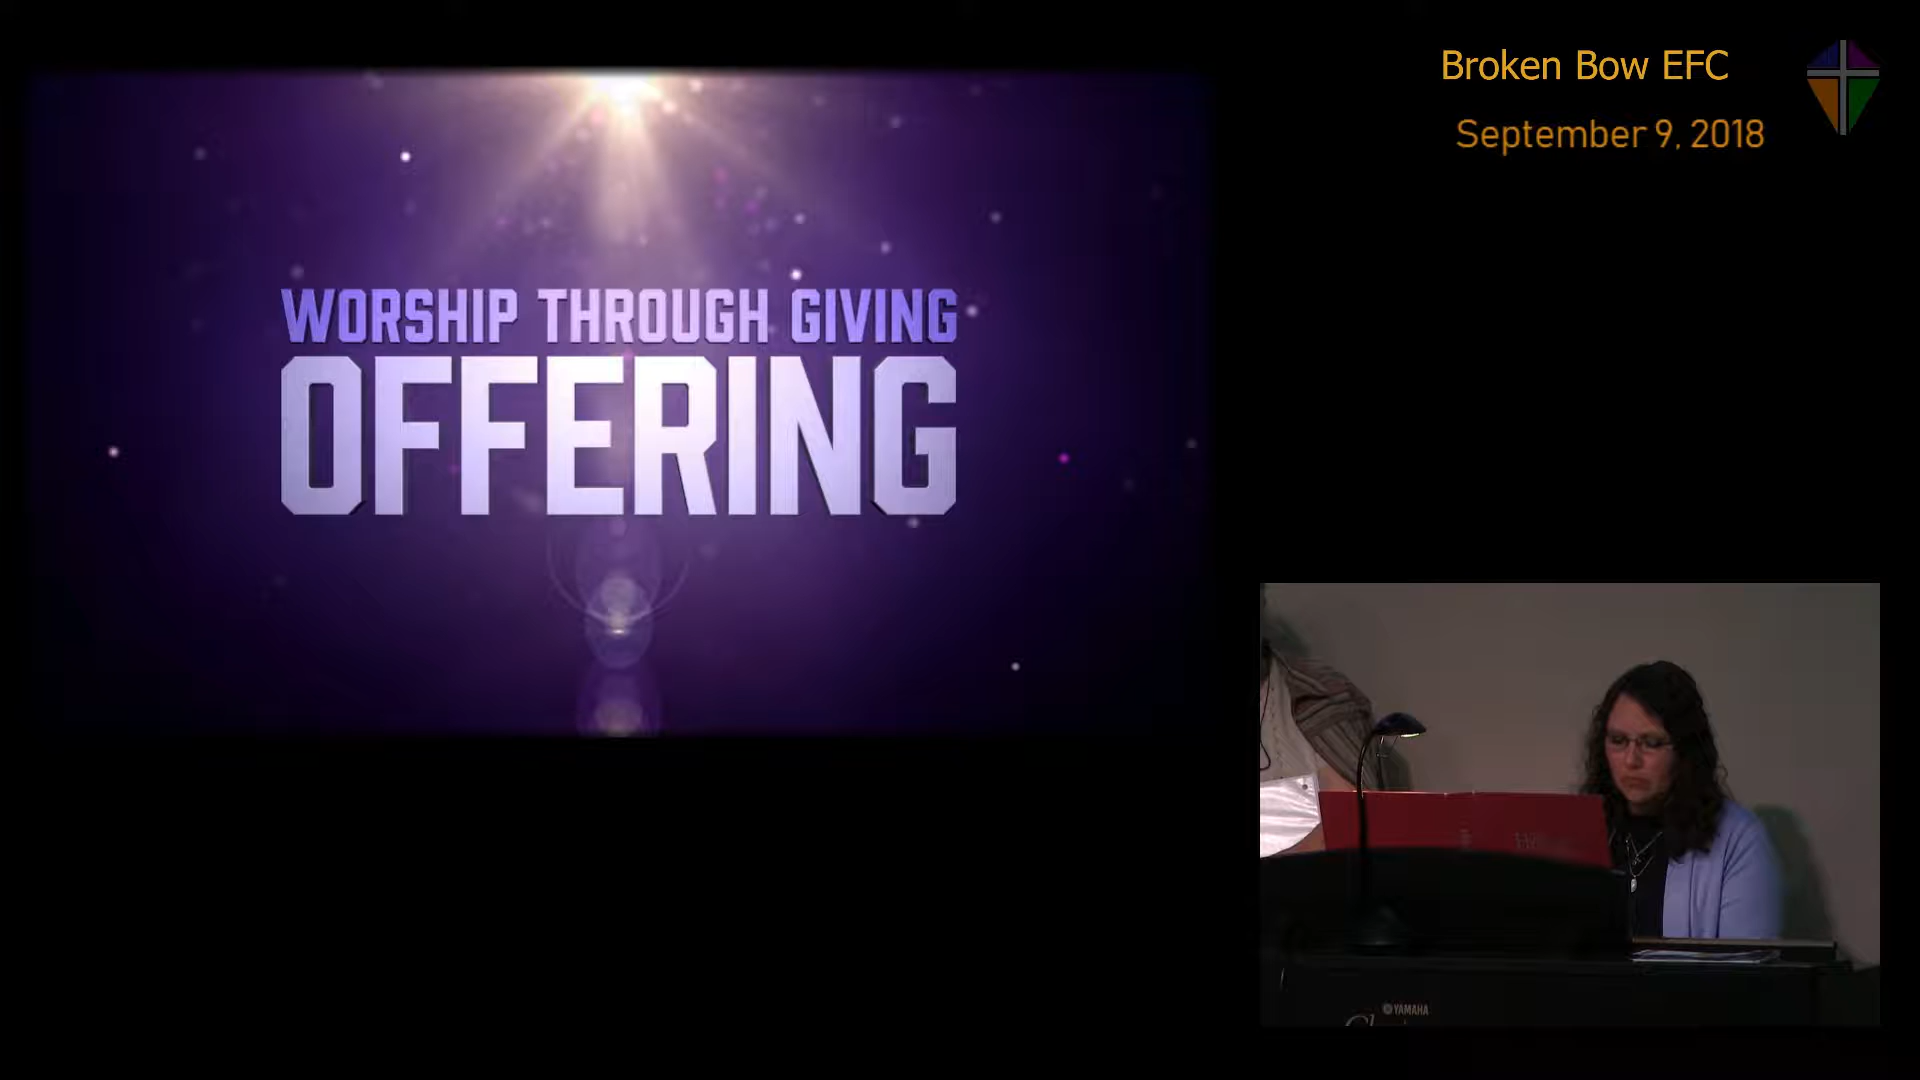 Broken Bow EFC
September 9, 2018
WORSHIP THROUGH GIVING
OFFERING
YAMAHA